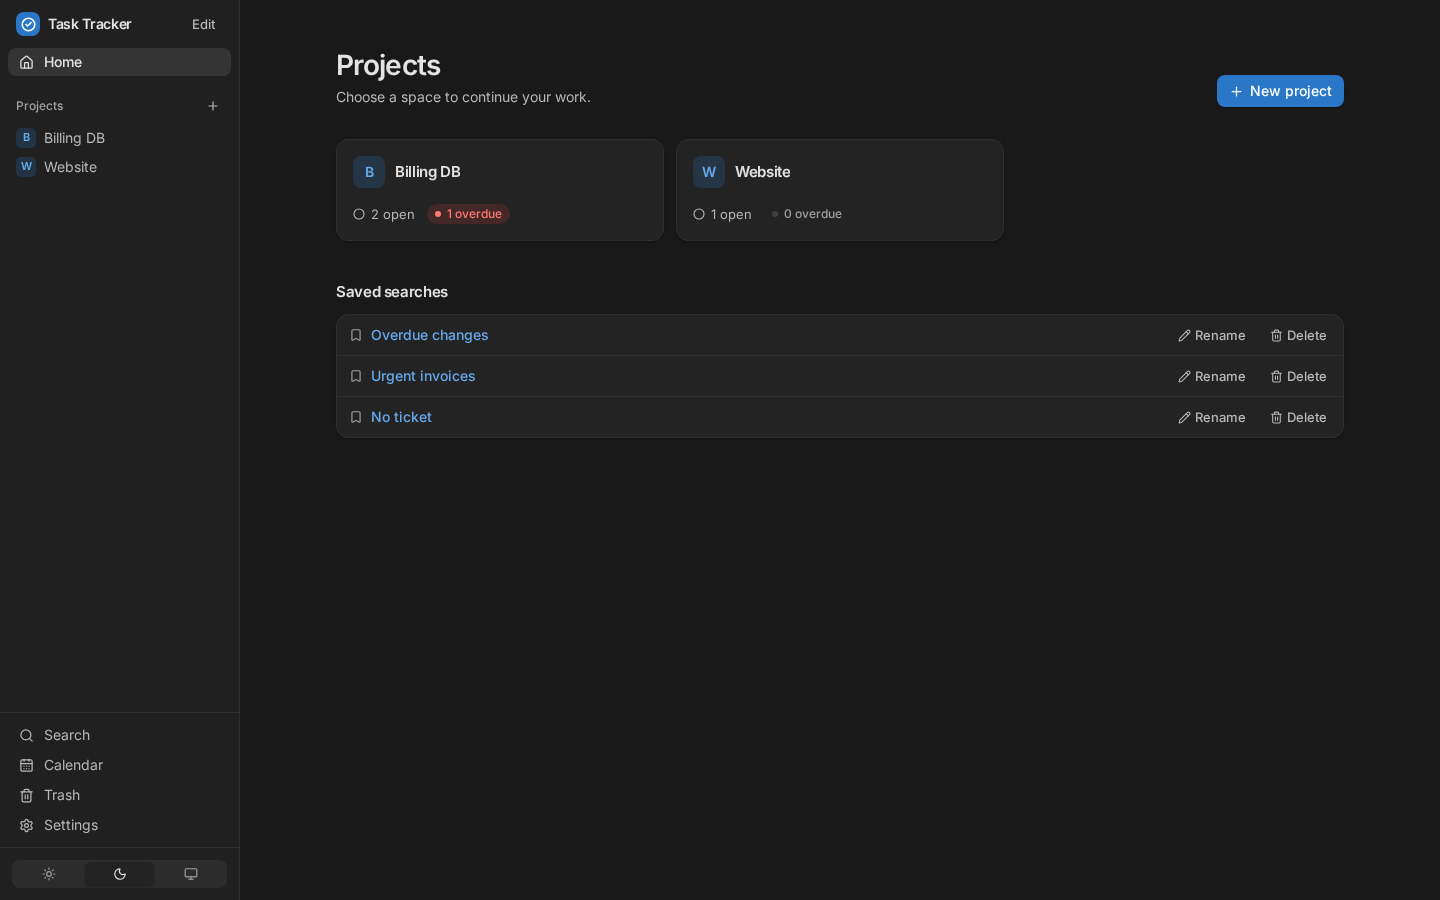 Task Tracker
Edit
Home
Projects
B Billing DB
W Website
Search
Calendar
Trash
Settings
Projects
Choose a space to continue your work.
New project
B Billing DB
2 open 1 overdue
W Website
1 open 0 overdue
Saved searches
Overdue changes Rename Delete
Urgent invoices Rename Delete
No ticket Rename Delete